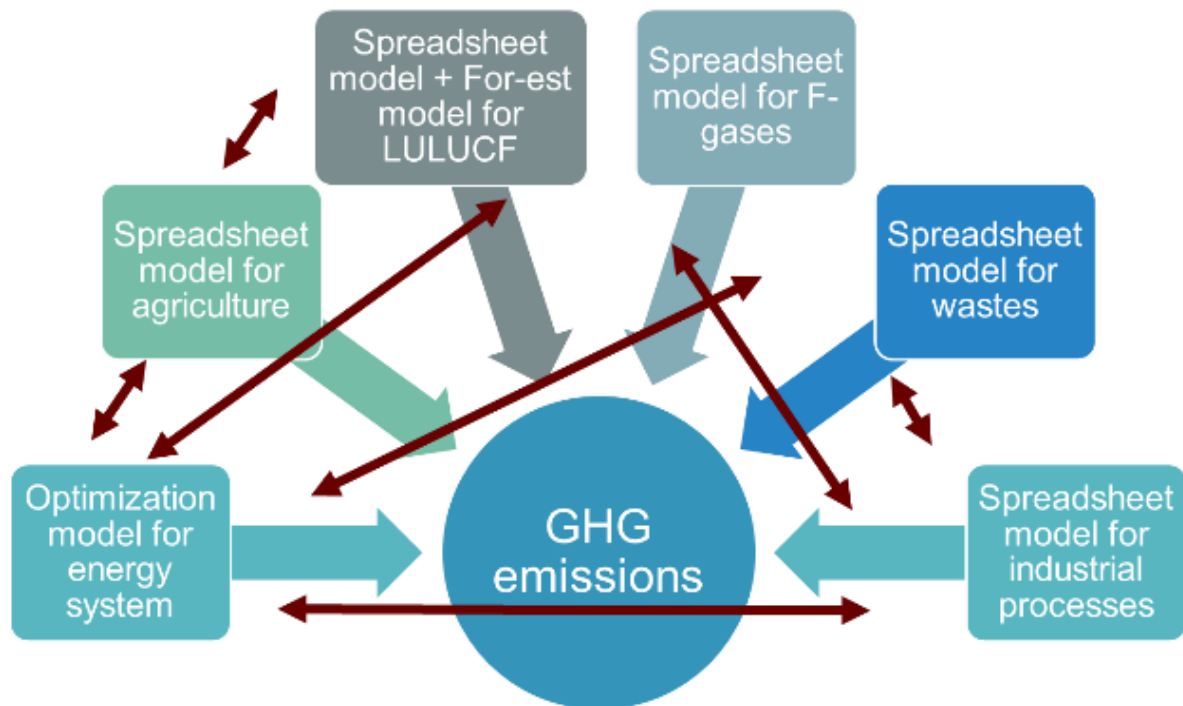 Spreadsheet
model + For-est
model for
LULUCF
Spreadsheet
model for F-
gases
Spreadsheet
model for
agriculture
Spreadsheet
model for
wastes
Optimization
model for
energy
system
GHG
emissions
Spreadsheet
model for
industrial
processes